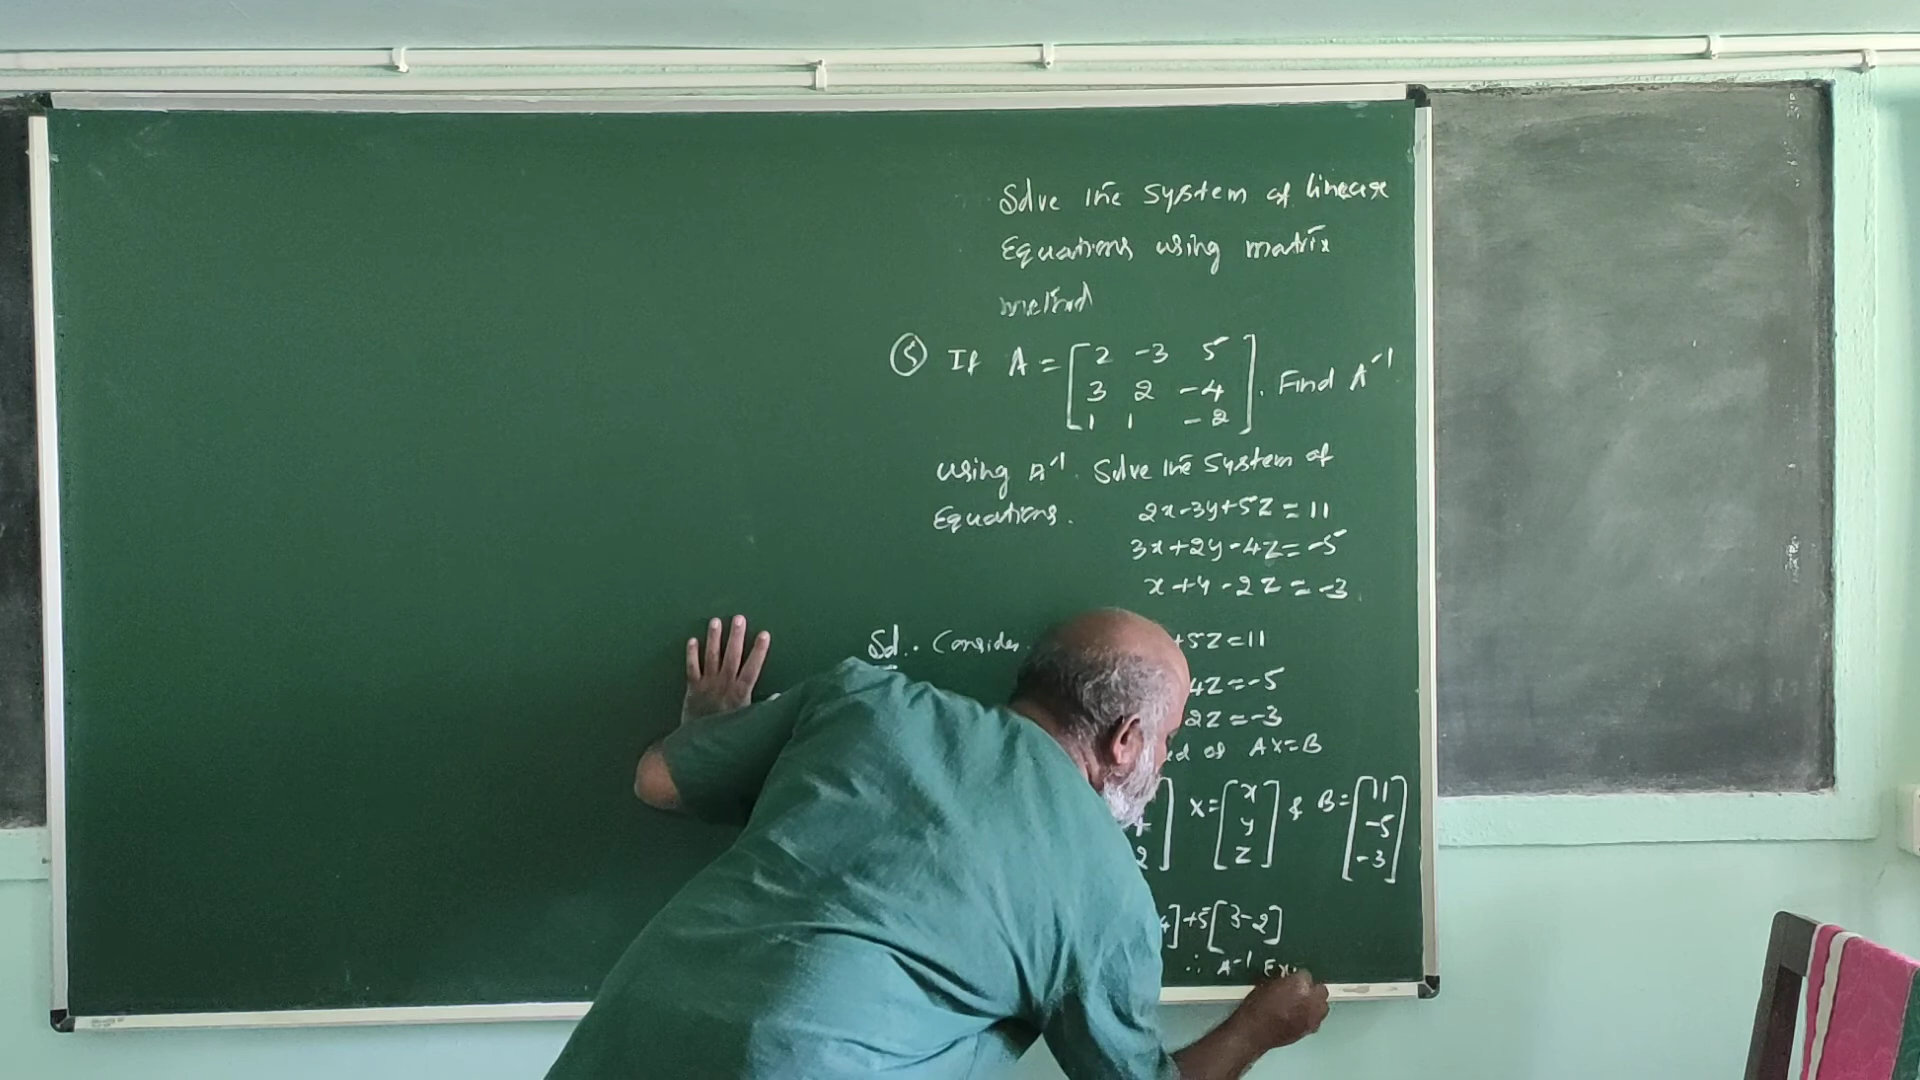 Solve the system of linear
Equations using matrix
method
(5) If A = [2 -3 5
3 2 -4
1 1 -2]. Find A⁻¹
using A⁻¹. Solve the system of
Equations. 2x-3y+5z=11
3x+2y-4z=-5
x+y-2z=-3
Sol. Consider +5z=11
4z=-5
2z=-3
of AX=B
2] X=[x y z] & B=[11 -5 -3]
4]+5[3-2]
∴ A⁻¹